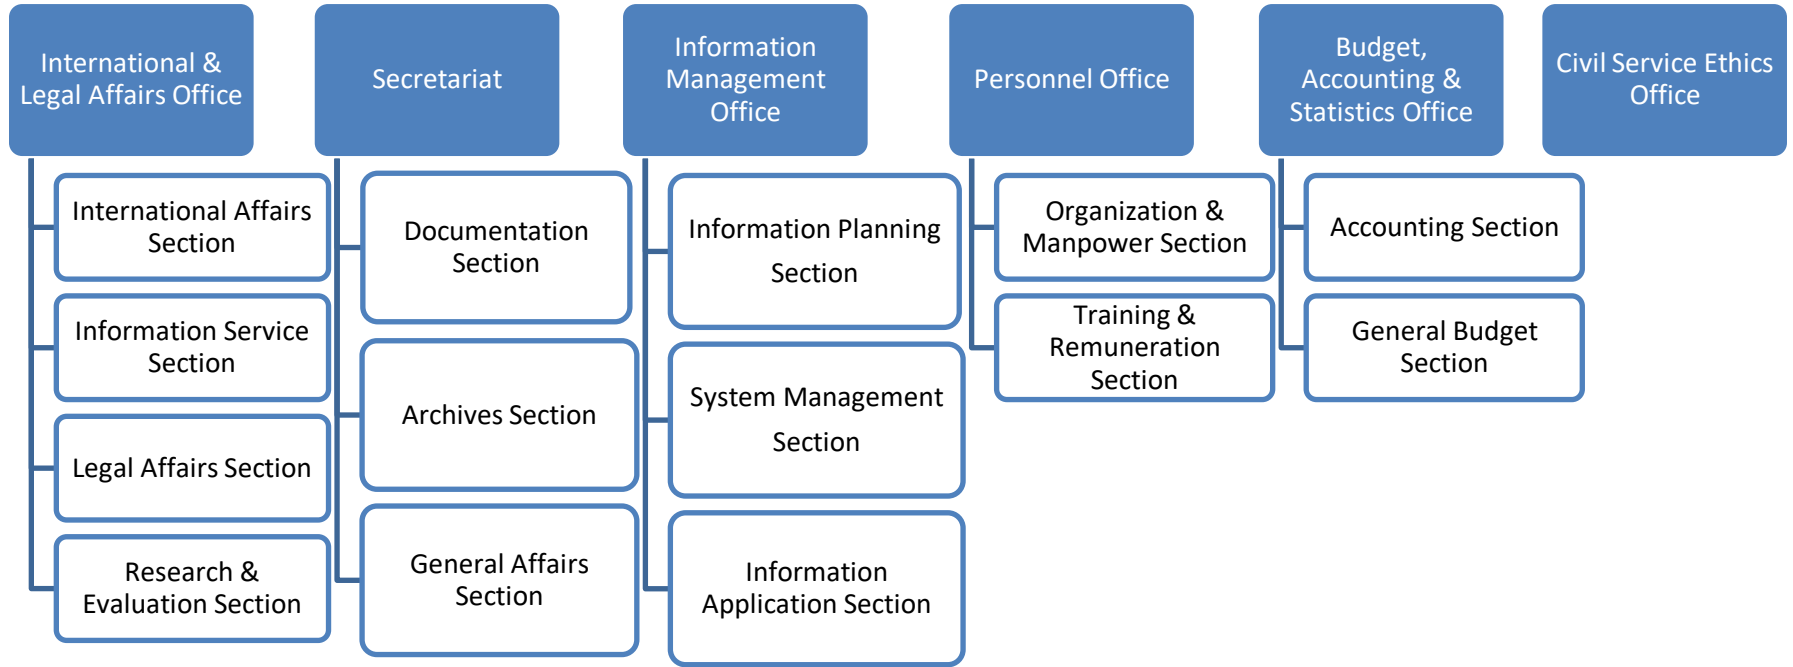 International &
Legal Affairs Office
International Affairs
Section
Information Service
Section
Legal Affairs Section
Research &
Evaluation Section
Secretariat
Documentation
Section
Archives Section
General Affairs
Section
Information
Management
Office
Information Planning
Section
System Management
Section
Information
Application Section
Personnel Office
Organization &
Manpower Section
Training &
Remuneration
Section
Budget,
Accounting &
Statistics Office
Accounting Section
General Budget
Section
Civil Service Ethics
Office